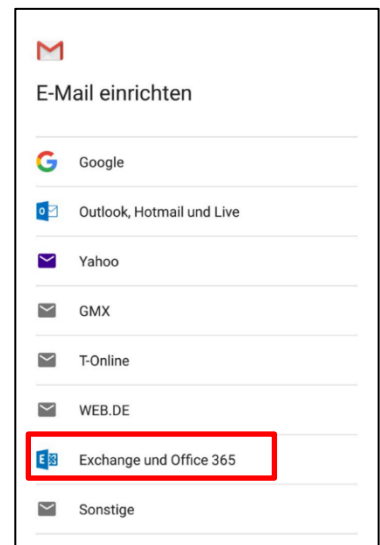 E-Mail einrichten
Google
Outlook, Hotmail und Live
Yahoo
GMX
T-Online
WEB.DE
Exchange und Office 365
Sonstige